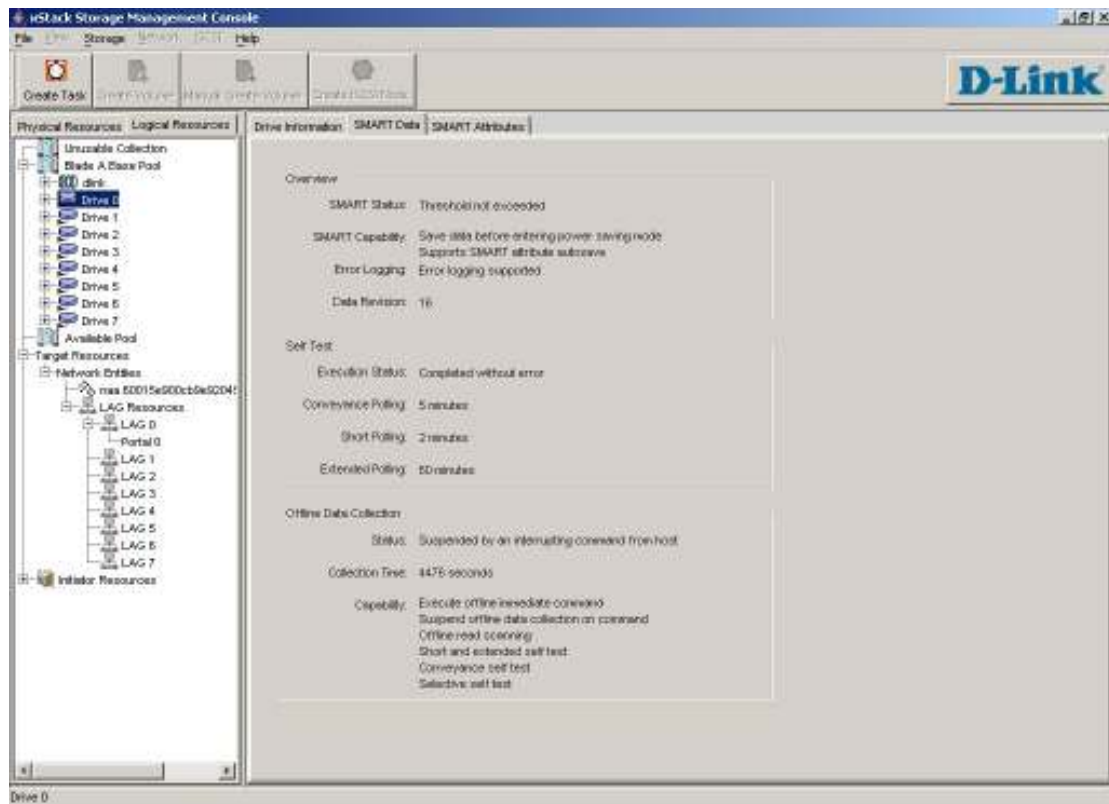 xStack Storage Management Console
File View Storage Network iSCSI Help
Create Task Create Volume Manual Create Volume
D-Link
Physical Resources Logical Resources
Drive Information SMART Data SMART Attributes
Unusable Collection
Blade A Base Pool
dlink
Drive 0
Drive 1
Drive 2
Drive 3
Drive 4
Drive 5
Drive 6
Drive 7
Available Pool
Target Resources
Network Entities
LAG Resources
LAG 0
Portal 0
LAG 1
LAG 2
LAG 3
LAG 4
LAG 5
LAG 6
LAG 7
Initiator Resources
Overview
SMART Status: Threshold not exceeded
SMART Capability: Save data before entering power saving mode
Supports SMART attribute autosave
Error Logging: Error logging supported
Data Revision: 16
Self Test
Execution Status: Completed without error
Conveyance Polling: 5 minutes
Short Polling: 2 minutes
Extended Polling: 60 minutes
Offline Data Collection
Status: Suspended by an interrupting command from host
Collection Time: 4476 seconds
Capability: Execute offline immediate command
Suspend offline data collection on command
Offline read scanning
Short and extended self test
Conveyance self test
Selective self test
Drive 0